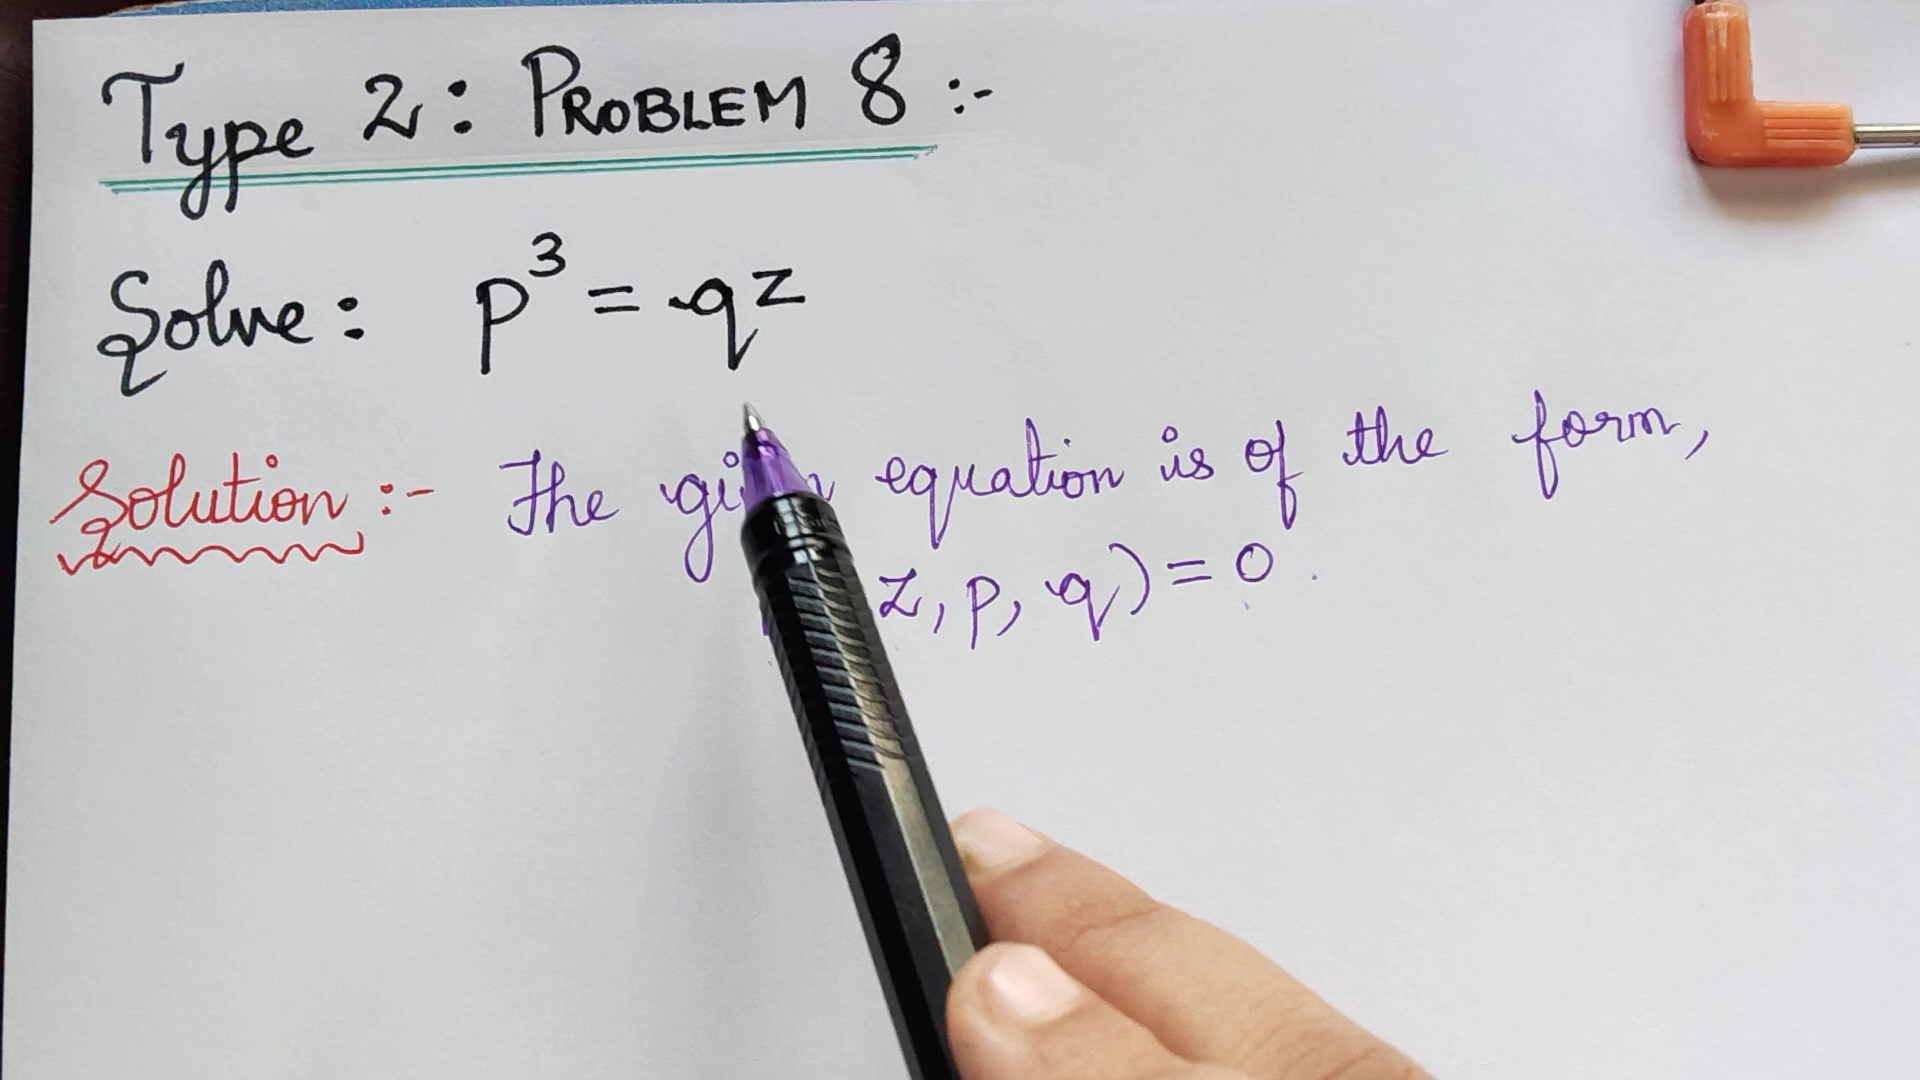 Type 2: PROBLEM 8 :-
Solve: p³ = qz
Solution :- The equation is of the form,
z, p, q) = 0.